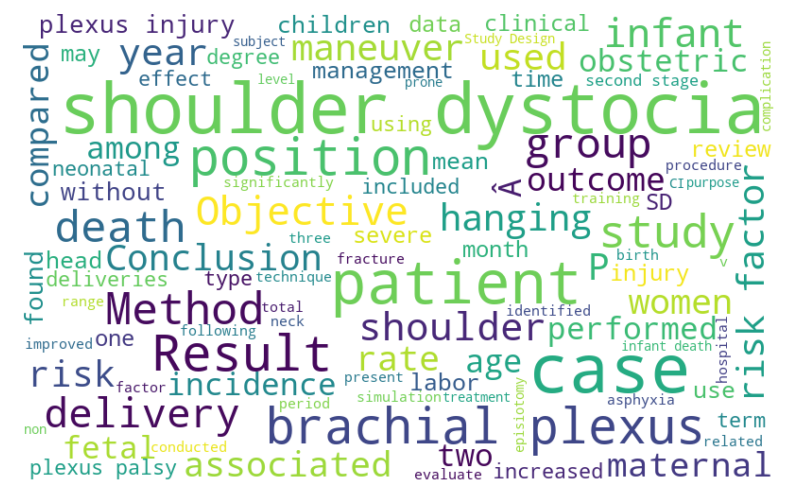 plexus injury
children
data
clinical
infant
year
subject
maneuver
Study Design
used
may
degree
obstetric
effect
management
time
second stage
level
prone
compared
shoulder dystocia
complication
using
among
position
group
review
neonatal
mean
outcome
procedure
without
significantly
included
Â
CI
purpose
training
SD
death
Objective
hanging
study
risk factor
three
severe
month
found
head
Conclusion
fracture
birth
v
deliveries
type
technique
patient
P
injury
range
Method
total
neck
identified
women
improved
one
following
shoulder
performed
infant death
hospital
Result
rate
age
case
risk
factor
incidence
present
labor
use
simulation
treatment
asphyxia
delivery
period
brachial plexus
episiotomy
term
non
fetal
conducted
two
related
plexus palsy
associated
evaluate
increased
maternal